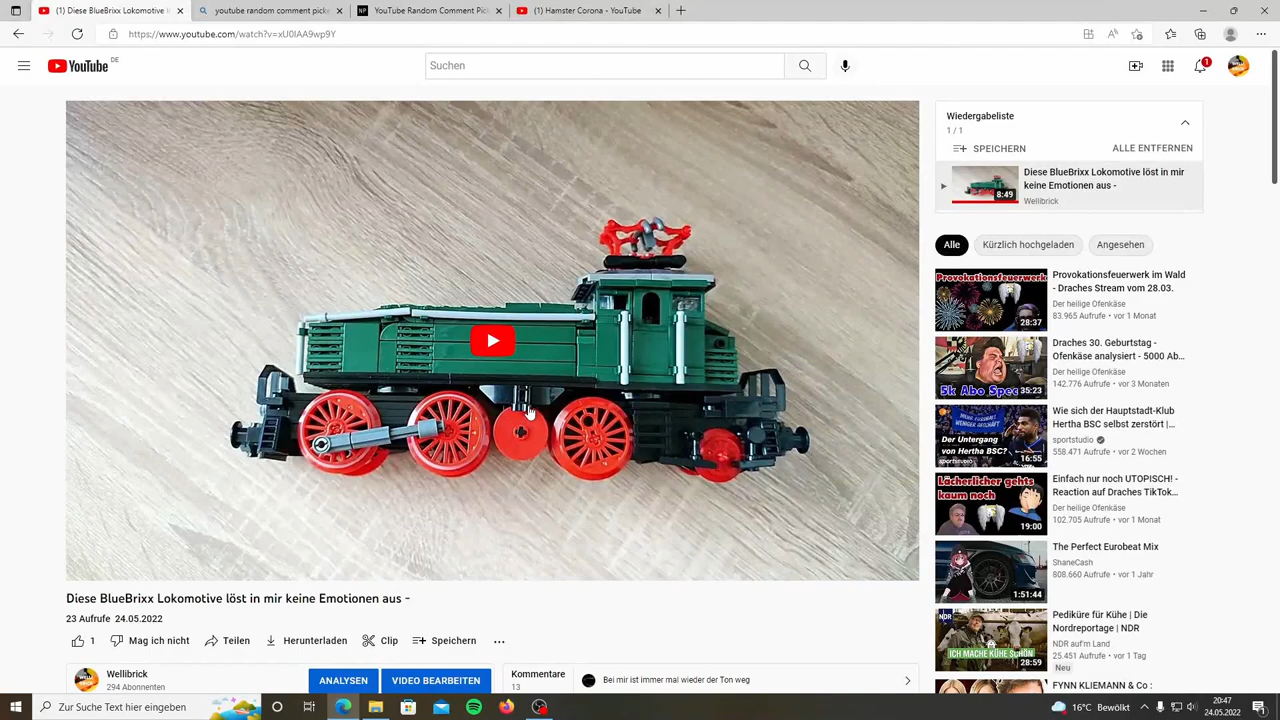 (1) Diese BlueBrixx Lokomotive l
youtube random comment picke
YouTube Random Comment Pick
(1) Hamster Corona - YouTube
https://www.youtube.com/watch?v=xU0IAA9wp9Y
YouTube DE
Suchen
1
Wiedergabeliste
1 / 1
SPEICHERN
ALLE ENTFERNEN
8:49
Diese BlueBrixx Lokomotive löst in mir
keine Emotionen aus -
Wellibrick
Alle
Kürzlich hochgeladen
Angesehen
Provokationsfeuerwerk
28:37
Provokationsfeuerwerk im Wald
- Draches Stream vom 28.03.
Der heilige Ofenkäse
83.965 Aufrufe • vor 1 Monat
5k Abo Spec
35:23
Draches 30. Geburtstag -
Ofenkäse analysiert - 5000 Ab...
Der heilige Ofenkäse
142.776 Aufrufe • vor 3 Monaten
Der Untergang
von Hertha BSC?
sportstudio
16:55
Wie sich der Hauptstadt-Klub
Hertha BSC selbst zerstört |...
sportstudio
558.471 Aufrufe • vor 2 Wochen
Lächerlicher gehts
kaum noch
19:00
Einfach nur noch UTOPISCH! -
Reaction auf Draches TikTok...
Der heilige Ofenkäse
102.705 Aufrufe • vor 1 Monat
1:51:44
The Perfect Eurobeat Mix
ShaneCash
808.660 Aufrufe • vor 1 Jahr
NDR
ICH MACHE KÜHE SCHÖN
28:59
Pediküre für Kühe | Die
Nordreportage | NDR
NDR auf'm Land
25.451 Aufrufe • vor 1 Tag
Neu
FYNN KLIEMANN & Co :
Diese BlueBrixx Lokomotive löst in mir keine Emotionen aus -
23 Aufrufe 24.05.2022
1
Mag ich nicht
Teilen
Herunterladen
Clip
Speichern
Wellibrick
294 Abonnenten
ANALYSEN
VIDEO BEARBEITEN
Kommentare
13
Bei mir ist immer mal wieder der Ton weg
Zur Suche Text hier eingeben
16°C Bewölkt
20:47
24.05.2022
1